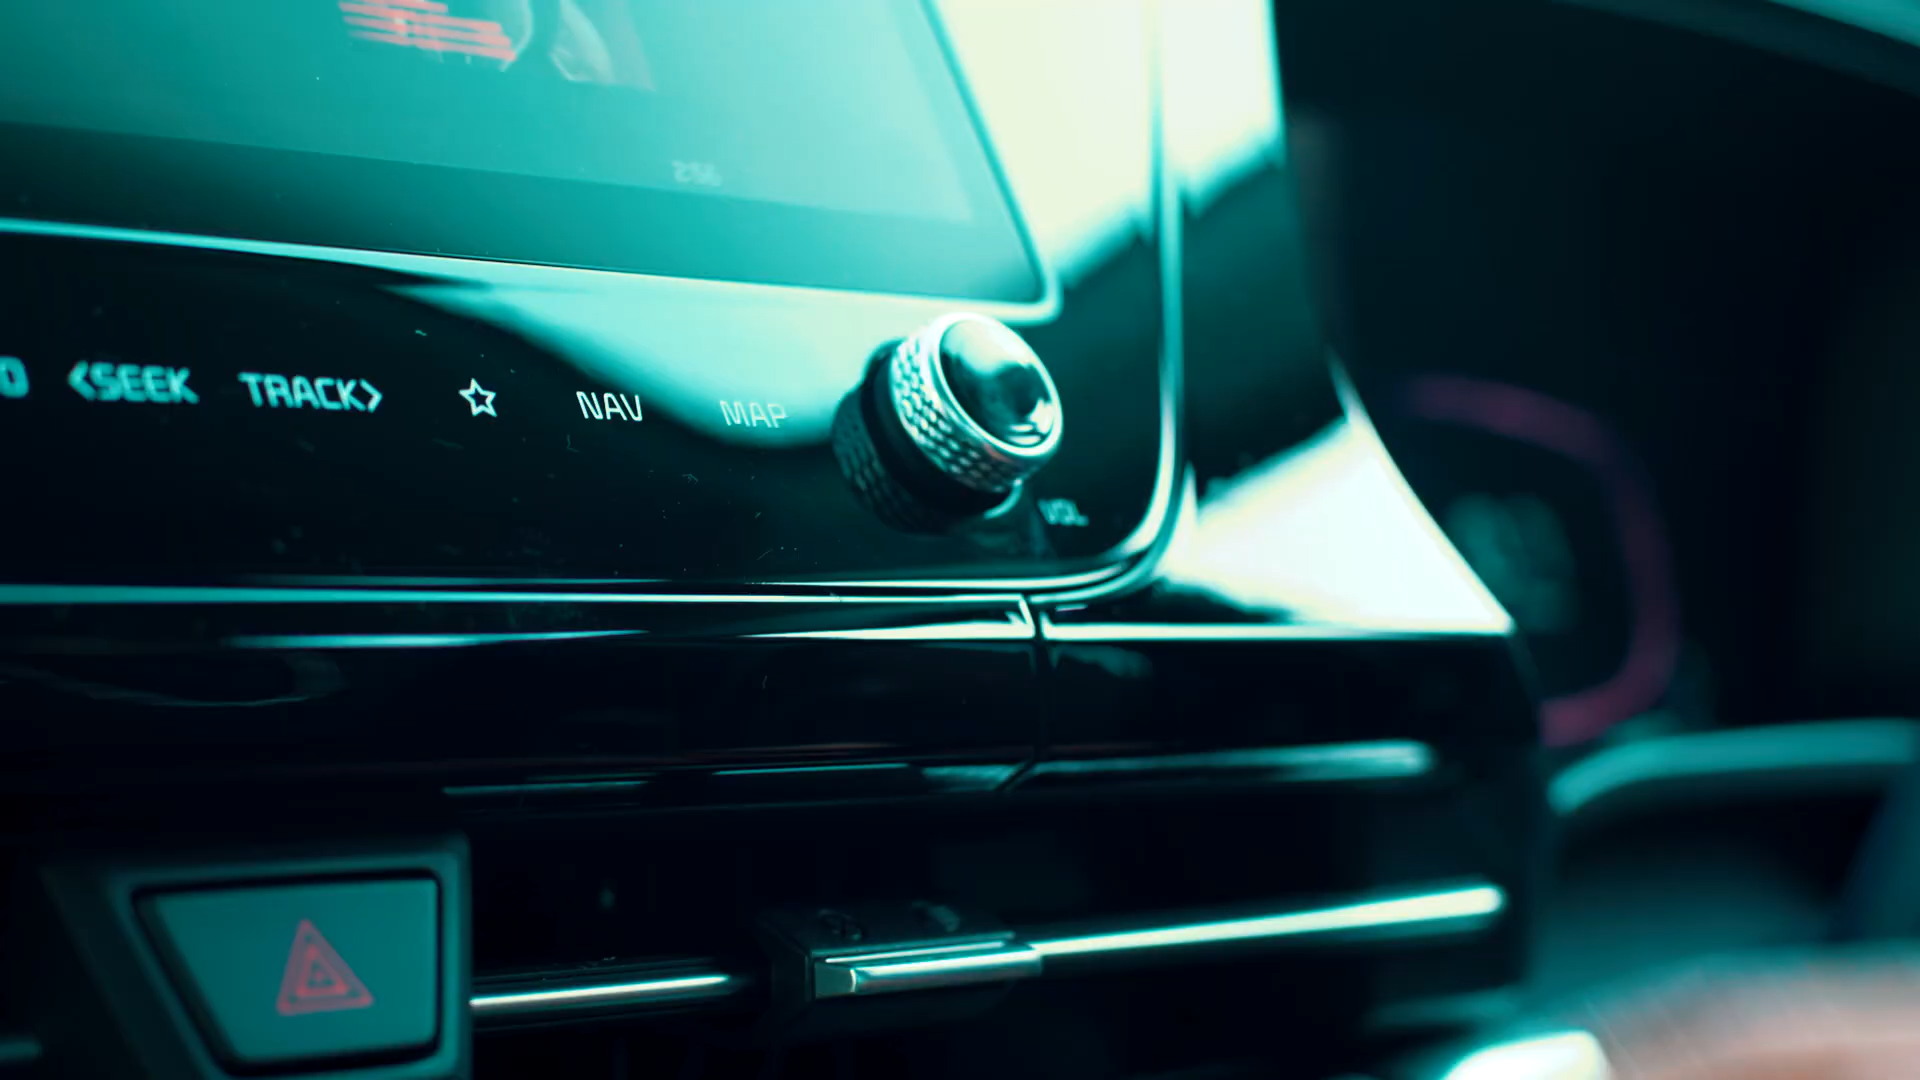 <SEEK TRACK> ☆ NAV MAP
VOL